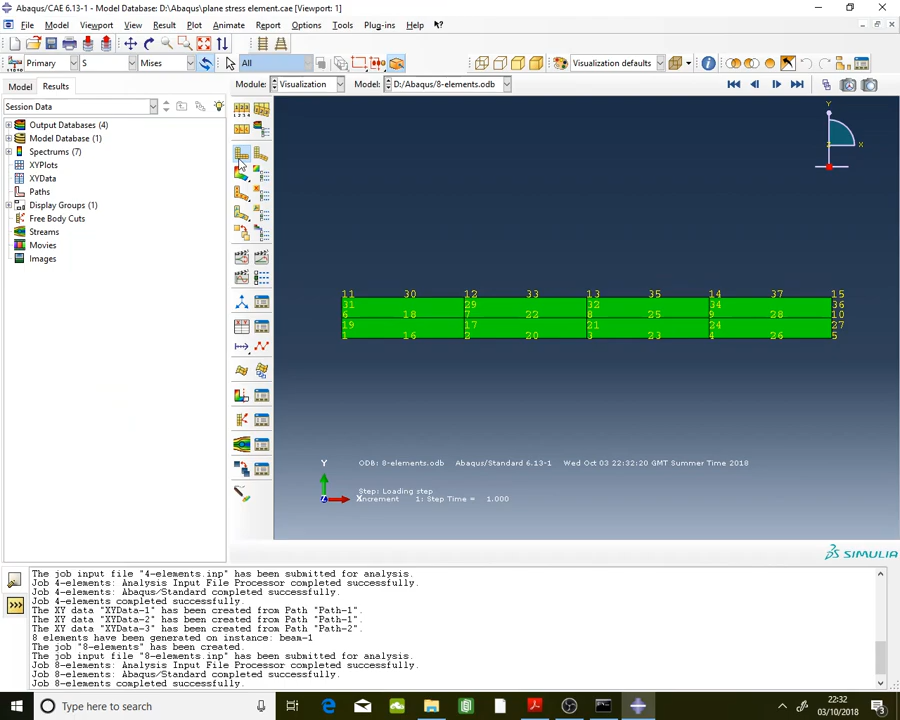 Abaqus/CAE 6.13-1 - Model Database: D:\Abaqus\plane stress element.cae [Viewport: 1]
File Model Viewport View Result Plot Animate Report Options Tools Plug-ins Help
Primary S Mises All Visualization defaults
Model Results Module: Visualization Model: D:/Abaqus/8-elements.odb
Session Data
Output Databases (4)
Model Database (1)
Spectrums (7)
XYPlots
XYData
Paths
Display Groups (1)
Free Body Cuts
Streams
Movies
Images
1 2 3 4
Y
X
Z
11 30 12 33 13 35 14 37 15
31 29 32 34 36
6 18 7 22 8 25 9 28 10
19 17 21 24 27
1 16 2 20 3 23 4 26 5
Y
ODB: 8-elements.odb Abaqus/Standard 6.13-1 Wed Oct 03 22:32:20 GMT Summer Time 2018
Step: Loading step
Z X Increment 1: Step Time = 1.000
SIMULIA
The job input file "4-elements.inp" has been submitted for analysis.
Job 4-elements: Analysis Input File Processor completed successfully.
Job 4-elements: Abaqus/Standard completed successfully.
Job 4-elements completed successfully.
The XY data "XYData-1" has been created from Path "Path-1".
The XY data "XYData-2" has been created from Path "Path-1".
The XY data "XYData-3" has been created from Path "Path-2".
8 elements have been generated on instance: beam-1
The job "8-elements" has been created.
The job input file "8-elements.inp" has been submitted for analysis.
Job 8-elements: Analysis Input File Processor completed successfully.
Job 8-elements: Abaqus/Standard completed successfully.
Job 8-elements completed successfully.
>>>
Type here to search
22:32
03/10/2018
3